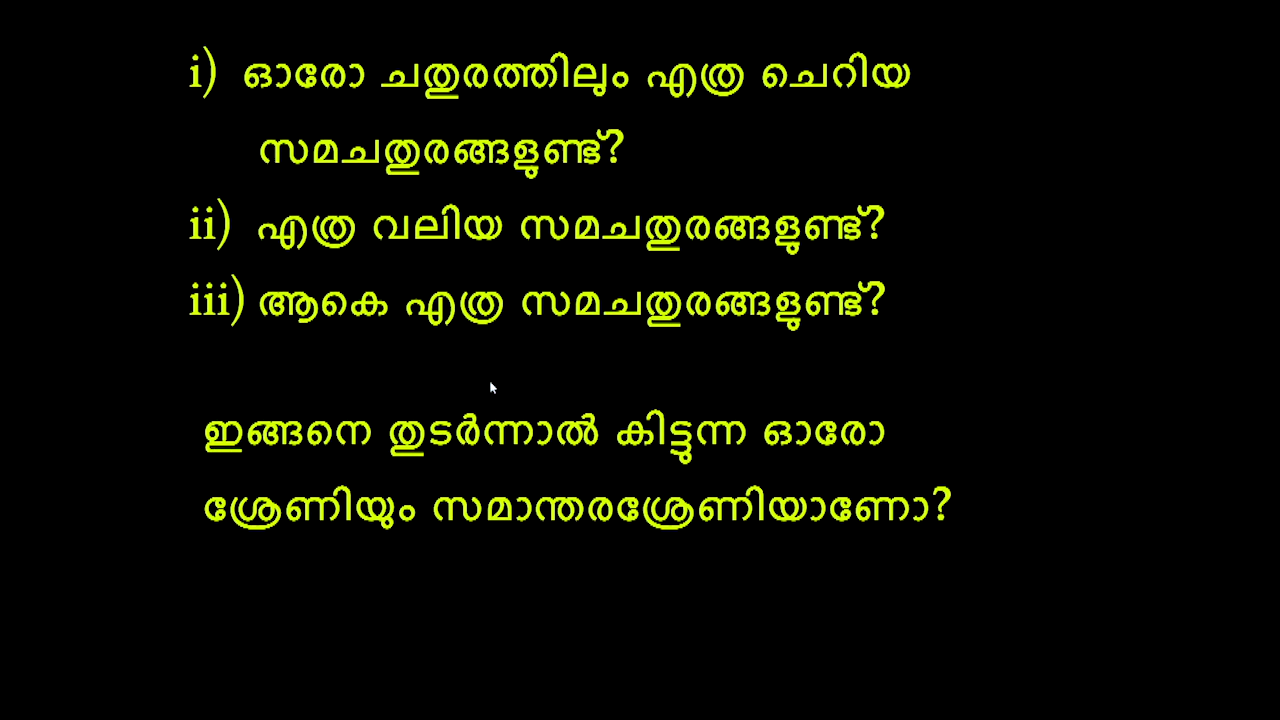 i) ഓരോ ചതുരത്തിലും എത്ര ചെറിയ
സമചതുരങ്ങളുണ്ട്?
ii) എത്ര വലിയ സമചതുരങ്ങളുണ്ട്?
iii) ആകെ എത്ര സമചതുരങ്ങളുണ്ട്?
ഇങ്ങനെ തുടർന്നാൽ കിട്ടുന്ന ഓരോ
ശ്രേണിയും സമാന്തരശ്രേണിയാണോ?